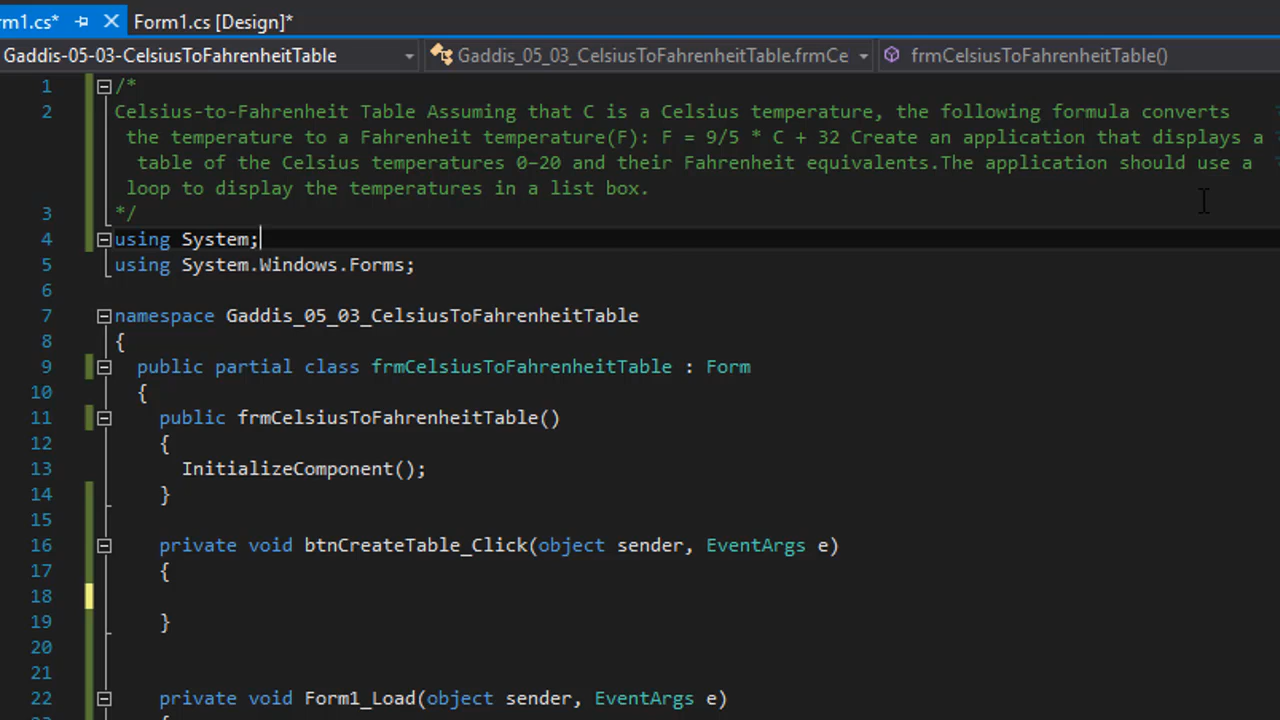 rm1.cs*
Form1.cs [Design]*
Gaddis-05-03-CelsiusToFahrenheitTable
Gaddis_05_03_CelsiusToFahrenheitTable.frmCe
frmCelsiusToFahrenheitTable()
1 /*
2 Celsius-to-Fahrenheit Table Assuming that C is a Celsius temperature, the following formula converts
the temperature to a Fahrenheit temperature(F): F = 9/5 * C + 32 Create an application that displays a
table of the Celsius temperatures 0–20 and their Fahrenheit equivalents.The application should use a
loop to display the temperatures in a list box.
3 */
4 using System;
5 using System.Windows.Forms;
6
7 namespace Gaddis_05_03_CelsiusToFahrenheitTable
8 {
9 public partial class frmCelsiusToFahrenheitTable : Form
10 {
11 public frmCelsiusToFahrenheitTable()
12 {
13 InitializeComponent();
14 }
15
16 private void btnCreateTable_Click(object sender, EventArgs e)
17 {
18
19 }
20
21
22 private void Form1_Load(object sender, EventArgs e)